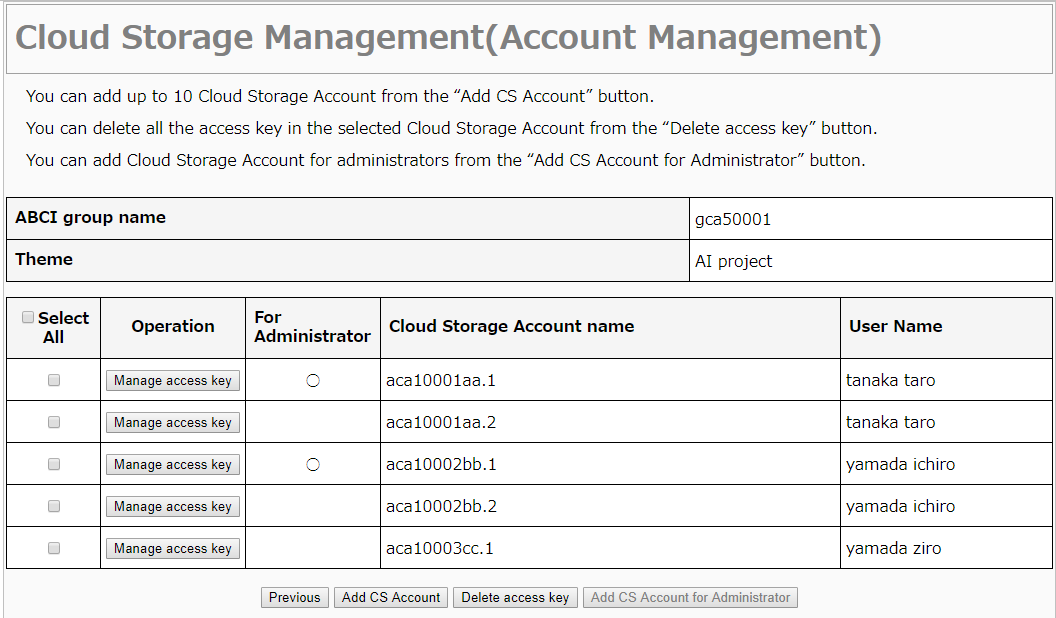 Cloud Storage Management(Account Management)
You can add up to 10 Cloud Storage Account from the “Add CS Account” button.
You can delete all the access key in the selected Cloud Storage Account from the “Delete access key” button.
You can add Cloud Storage Account for administrators from the “Add CS Account for Administrator” button.
ABCI group name gca50001
Theme AI project
Select All Operation For Administrator Cloud Storage Account name User Name
Manage access key ○ aca10001aa.1 tanaka taro
Manage access key aca10001aa.2 tanaka taro
Manage access key ○ aca10002bb.1 yamada ichiro
Manage access key aca10002bb.2 yamada ichiro
Manage access key aca10003cc.1 yamada ziro
Previous Add CS Account Delete access key Add CS Account for Administrator